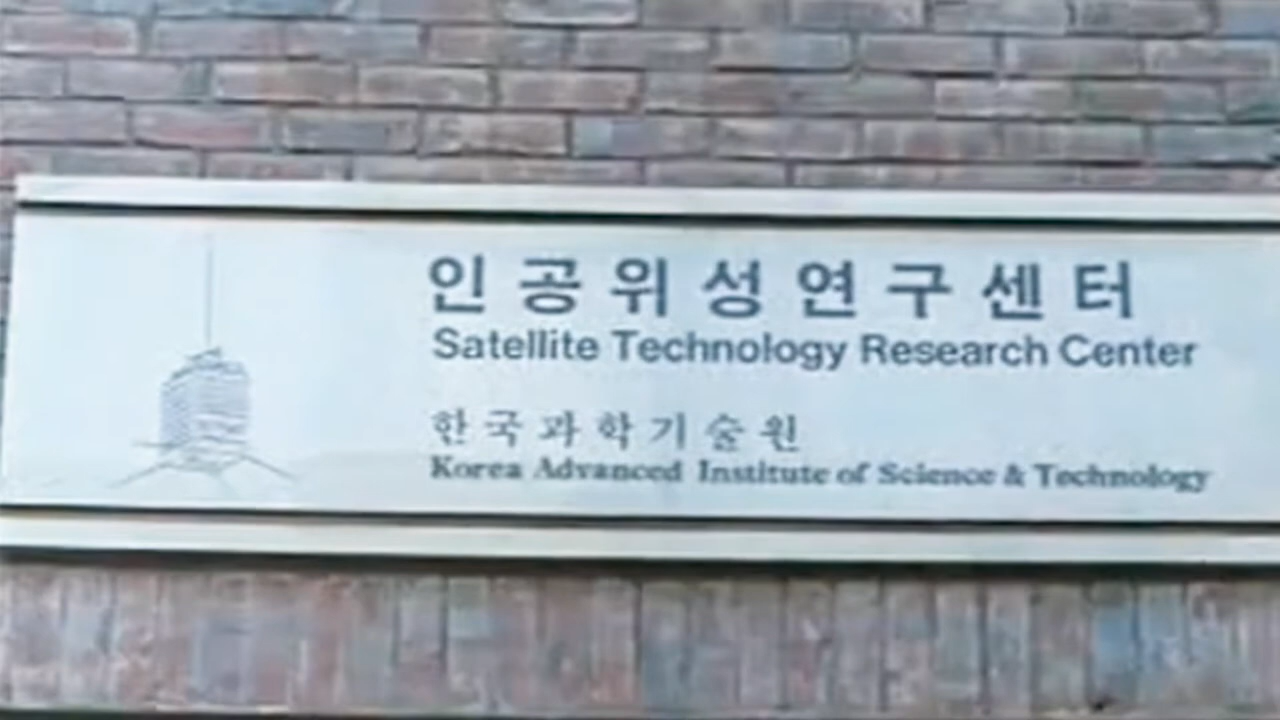 인공위성연구센터
Satellite Technology Research Center
한국과학기술원
Korea Advanced Institute of Science & Technology